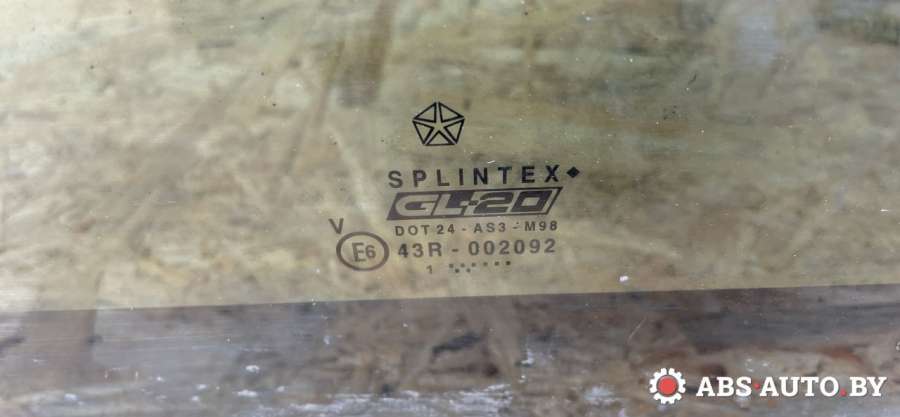 SPLINTEX
GL-20
DOT 24 - AS3 - M98
V
E6 43R - 002092
1
ABS·AUTO.BY